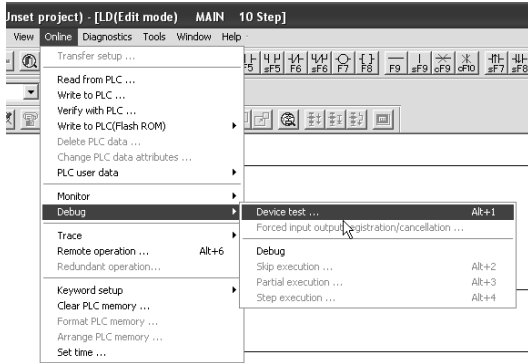 Unset project) - [LD(Edit mode)    MAIN    10 Step]
View Online Diagnostics Tools Window Help
Transfer setup ...
F5 sF5 F6 sF6 F7 F8 F9 sF9 cF9 cF10 sF7 sF8
Read from PLC ...
Write to PLC ...
Verify with PLC ...
Write to PLC(Flash ROM)
Delete PLC data ...
Change PLC data attributes ...
PLC user data
Monitor
Debug
Device test ... Alt+1
Forced input output registration/cancellation ...
Trace
Debug
Remote operation ... Alt+6
Skip execution ... Alt+2
Redundant operation...
Partial execution ... Alt+3
Step execution ... Alt+4
Keyword setup
Clear PLC memory ...
Format PLC memory ...
Arrange PLC memory ...
Set time ...